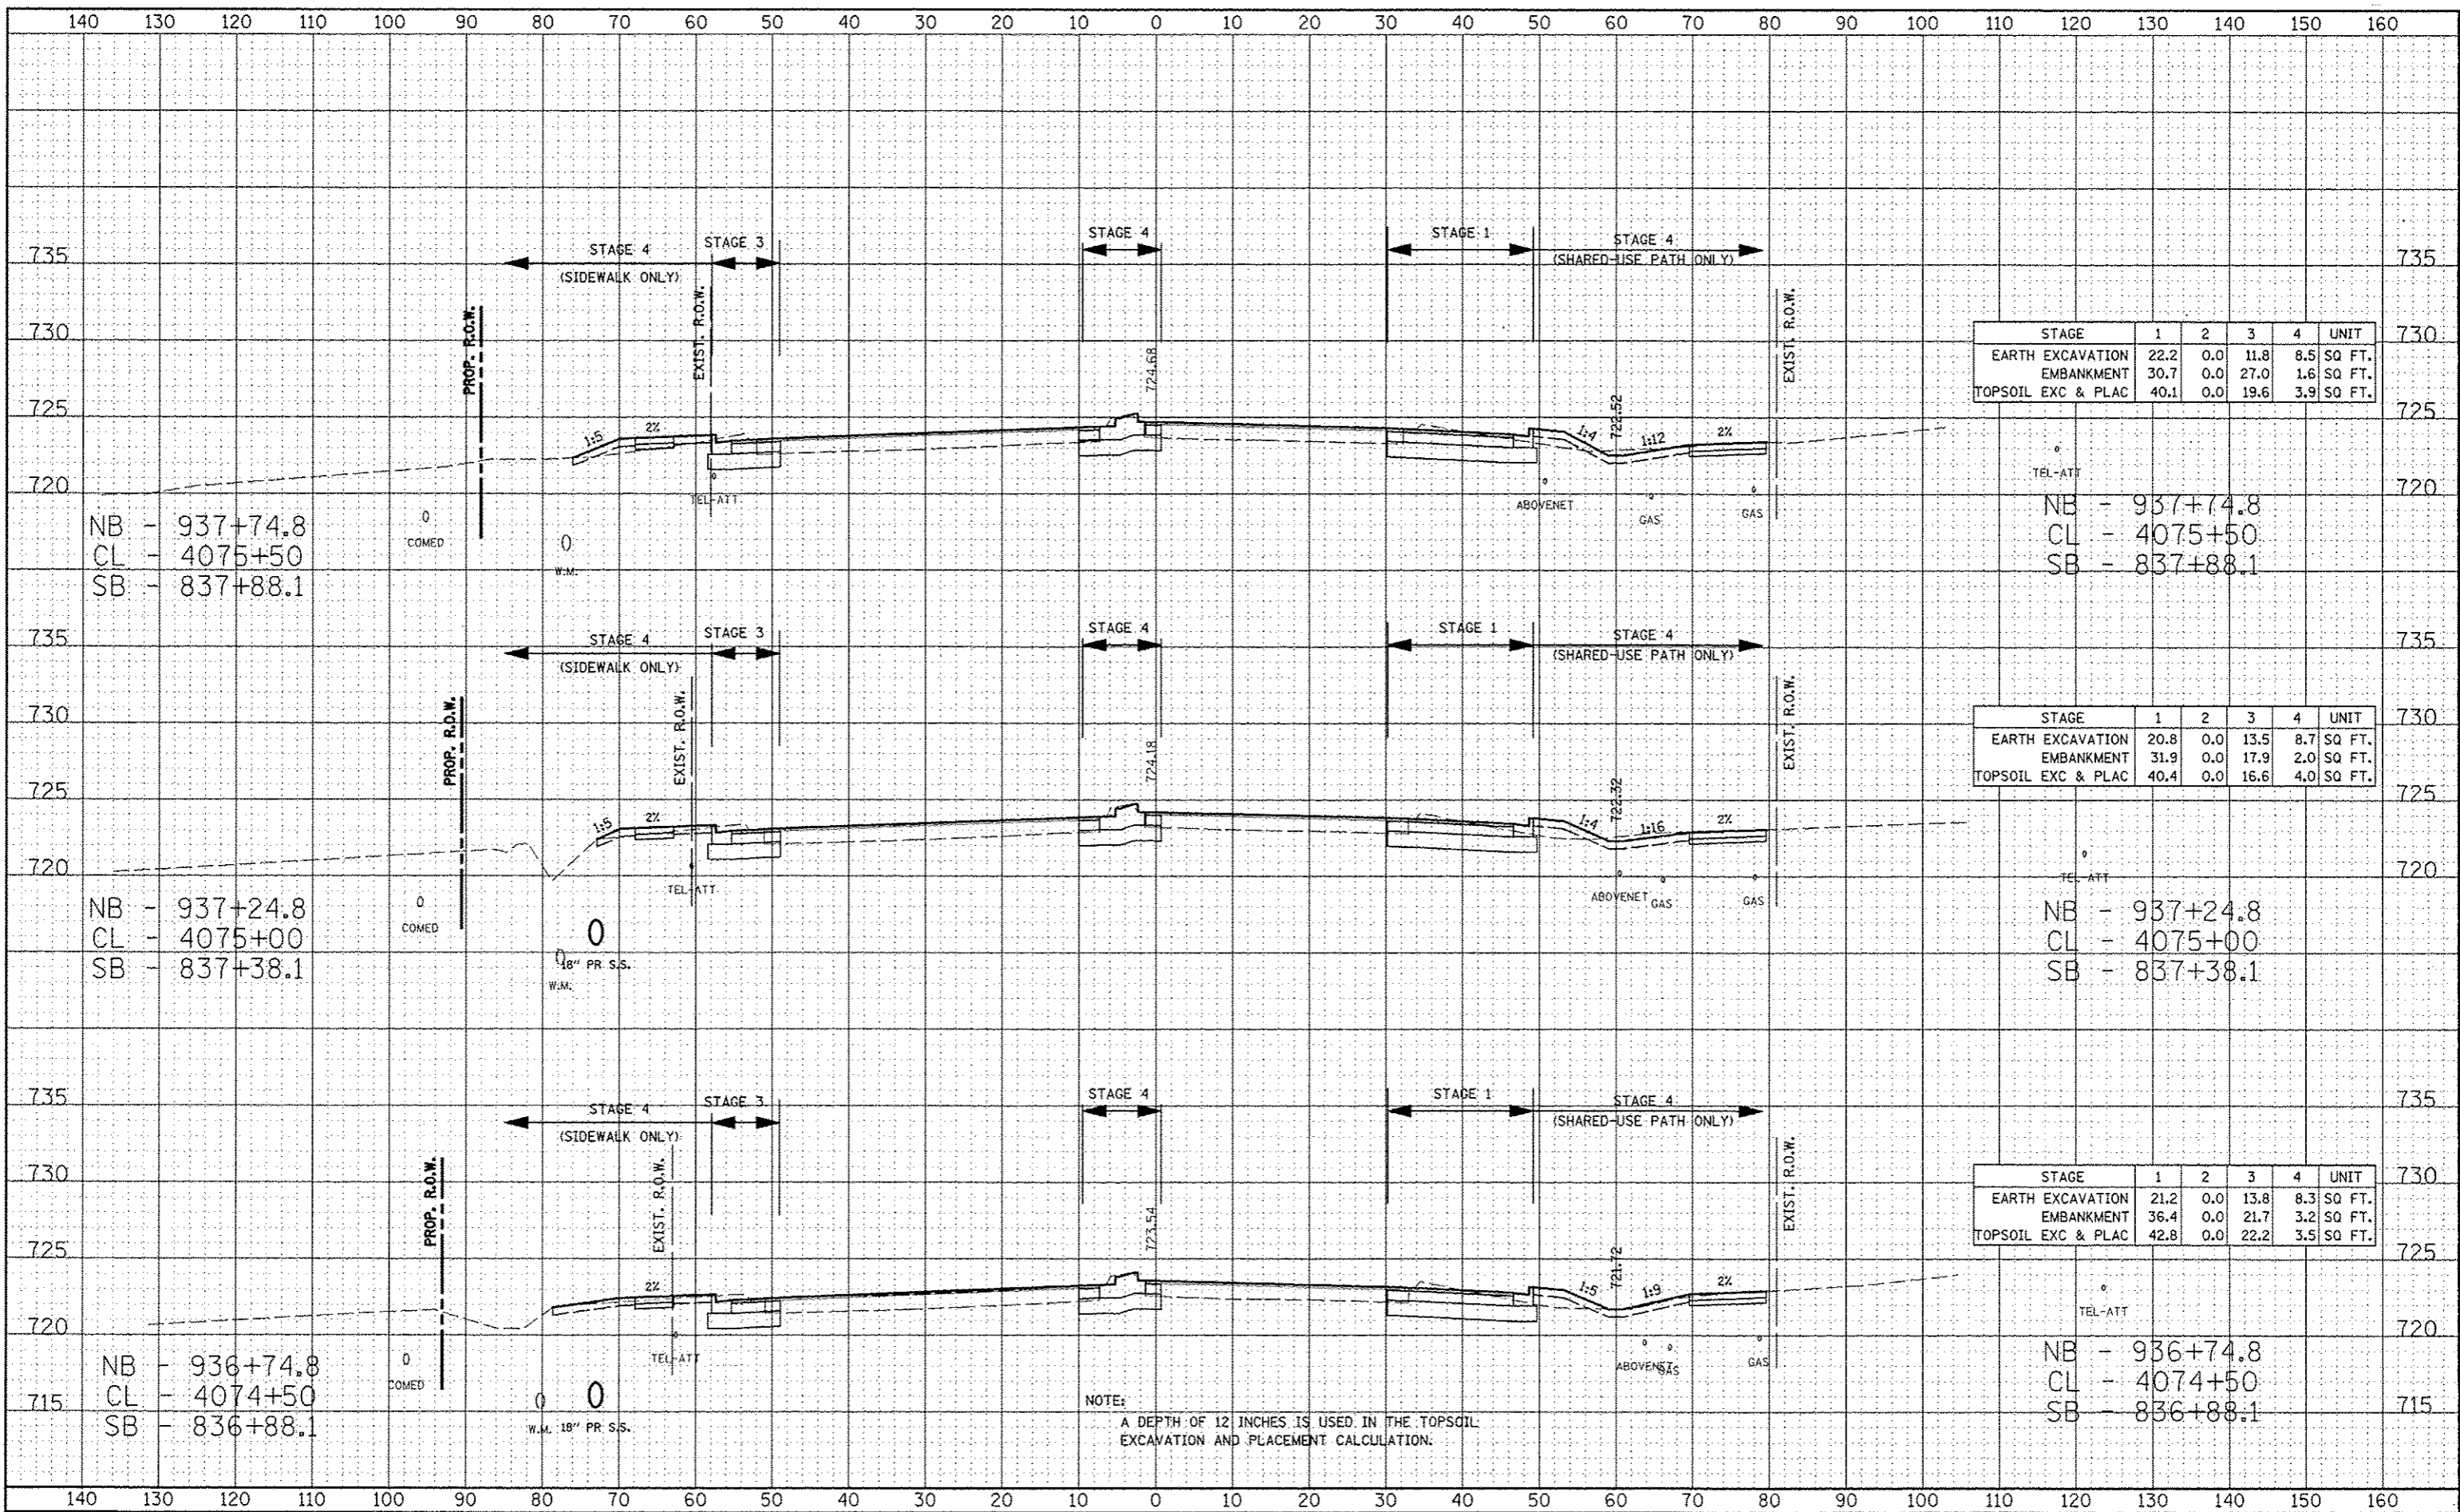 140 130 120 110 100 90 80 70 60 50 40 30 20 10 0 10 20 30 40 50 60 70 80 90 100 110 120 130 140 150 160
STAGE 4 STAGE 3 STAGE 4 STAGE 1 STAGE 4
(SIDEWALK ONLY) (SHARED-USE PATH ONLY)
735 735
PROP. R.O.W. EXIST. R.O.W. 724.68 722.52 EXIST. R.O.W.
730 730
STAGE 1 2 3 4 UNIT
EARTH EXCAVATION 22.2 0.0 11.8 8.5 SQ FT.
EMBANKMENT 30.7 0.0 27.0 1.6 SQ FT.
TOPSOIL EXC & PLAC 40.1 0.0 19.6 3.9 SQ FT.
725 725
1:5 2% 1:4 1:12 2%
720 720
TEL-ATT ABOVENET GAS GAS TEL-ATT
COMED
W.M.
NB - 937+74.8
CL - 4075+50
SB - 837+88.1
NB - 937+74.8
CL - 4075+50
SB - 837+88.1
STAGE 4 STAGE 3 STAGE 4 STAGE 1 STAGE 4
(SIDEWALK ONLY) (SHARED-USE PATH ONLY)
735 735
PROP. R.O.W. EXIST. R.O.W. 724.18 722.32 EXIST. R.O.W.
730 730
STAGE 1 2 3 4 UNIT
EARTH EXCAVATION 20.8 0.0 13.5 8.7 SQ FT.
EMBANKMENT 31.9 0.0 17.9 2.0 SQ FT.
TOPSOIL EXC & PLAC 40.4 0.0 16.6 4.0 SQ FT.
725 725
1:5 2% 1:4 1:16 2%
720 720
TEL-ATT ABOVENET GAS GAS TEL-ATT
COMED
18" PR S.S.
W.M.
NB - 937+24.8
CL - 4075+00
SB - 837+38.1
NB - 937+24.8
CL - 4075+00
SB - 837+38.1
STAGE 4 STAGE 3 STAGE 4 STAGE 1 STAGE 4
(SIDEWALK ONLY) (SHARED-USE PATH ONLY)
735 735
PROP. R.O.W. EXIST. R.O.W. 723.54 721.72 EXIST. R.O.W.
730 730
STAGE 1 2 3 4 UNIT
EARTH EXCAVATION 21.2 0.0 13.8 8.3 SQ FT.
EMBANKMENT 36.4 0.0 21.7 3.2 SQ FT.
TOPSOIL EXC & PLAC 42.8 0.0 22.2 3.5 SQ FT.
725 725
2% 1:5 1:9 2%
720 720
TEL-ATT ABOVENET GAS GAS TEL-ATT
COMED
W.M. 18" PR S.S.
NB - 936+74.8
CL - 4074+50
SB - 836+88.1
NB - 936+74.8
CL - 4074+50
SB - 836+88.1
715 715
NOTE:
A DEPTH OF 12 INCHES IS USED IN THE TOPSOIL
EXCAVATION AND PLACEMENT CALCULATION.
140 130 120 110 100 90 80 70 60 50 40 30 20 10 0 10 20 30 40 50 60 70 80 90 100 110 120 130 140 150 160